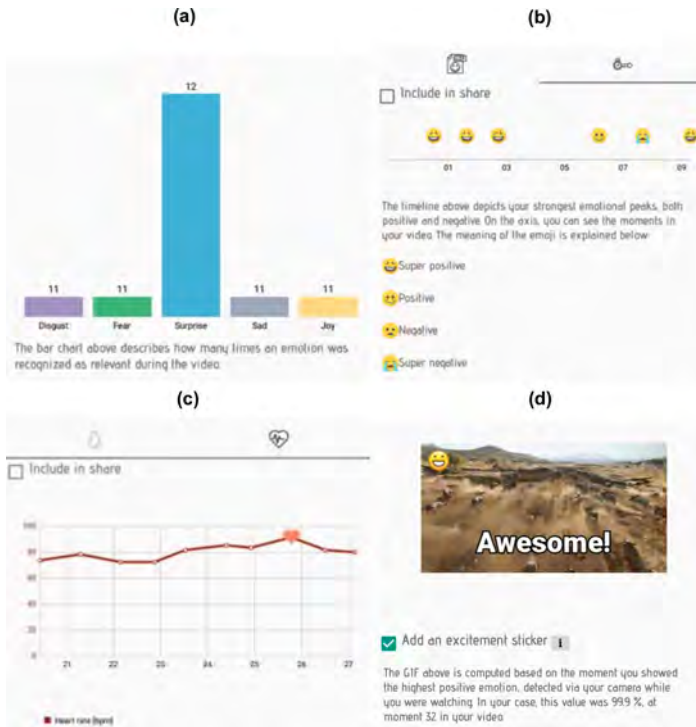 (a)
12
11
11
11
11
Disgust
Fear
Surprise
Sad
Joy
The bar chart above describes how many times an emotion was
recognized as relevant during the video.
(b)
Include in share
01
03
05
07
09
The timeline above depicts your strongest emotional peaks, both
positive and negative. On the axis, you can see the moments in
your video. The meaning of the emoji is explained below
Super positive
Positive
Negative
Super negative
(c)
Include in share
100
80
60
40
20
0
21
22
23
24
25
26
27
Heart rate [bpm]
(d)
Awesome!
Add an excitement sticker i
The GIF above is computed based on the moment you showed
the highest positive emotion, detected via your camera while
you were watching. In your case, this value was 99.9 %, at
moment 32 in your video.